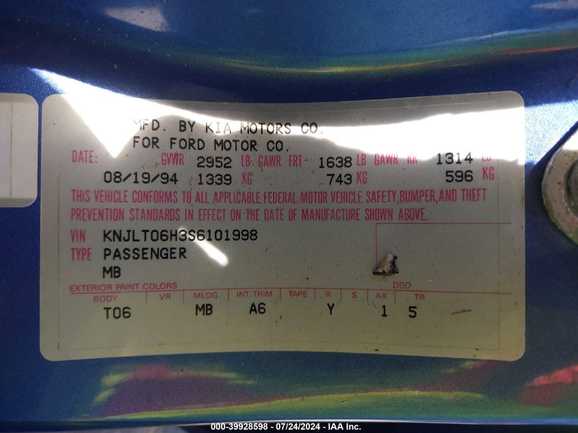 MFD. BY KIA MOTORS CO.
FOR FORD MOTOR CO.
DATE: GVWR 2952 LB. GAWR FRT- 1638 LB GAWR RR 1314 LB
08/19/94 1339 KG 743 KG 596 KG
THIS VEHICLE CONFORMS TO ALL APPLICABLE FEDERAL MOTOR VEHICLE SAFETY, BUMPER, AND THEFT
PREVENTION STANDARDS IN EFFECT ON THE DATE OF MANUFACTURE SHOWN ABOVE.
VIN KNJLT06H3S6101998
TYPE PASSENGER
MB
EXTERIOR PAINT COLORS DSO
BODY VR MLDG INT TRIM TAPE R S AX TR
T06 MB A6 Y 1 5
000-39928598 - 07/24/2024 - IAA Inc.